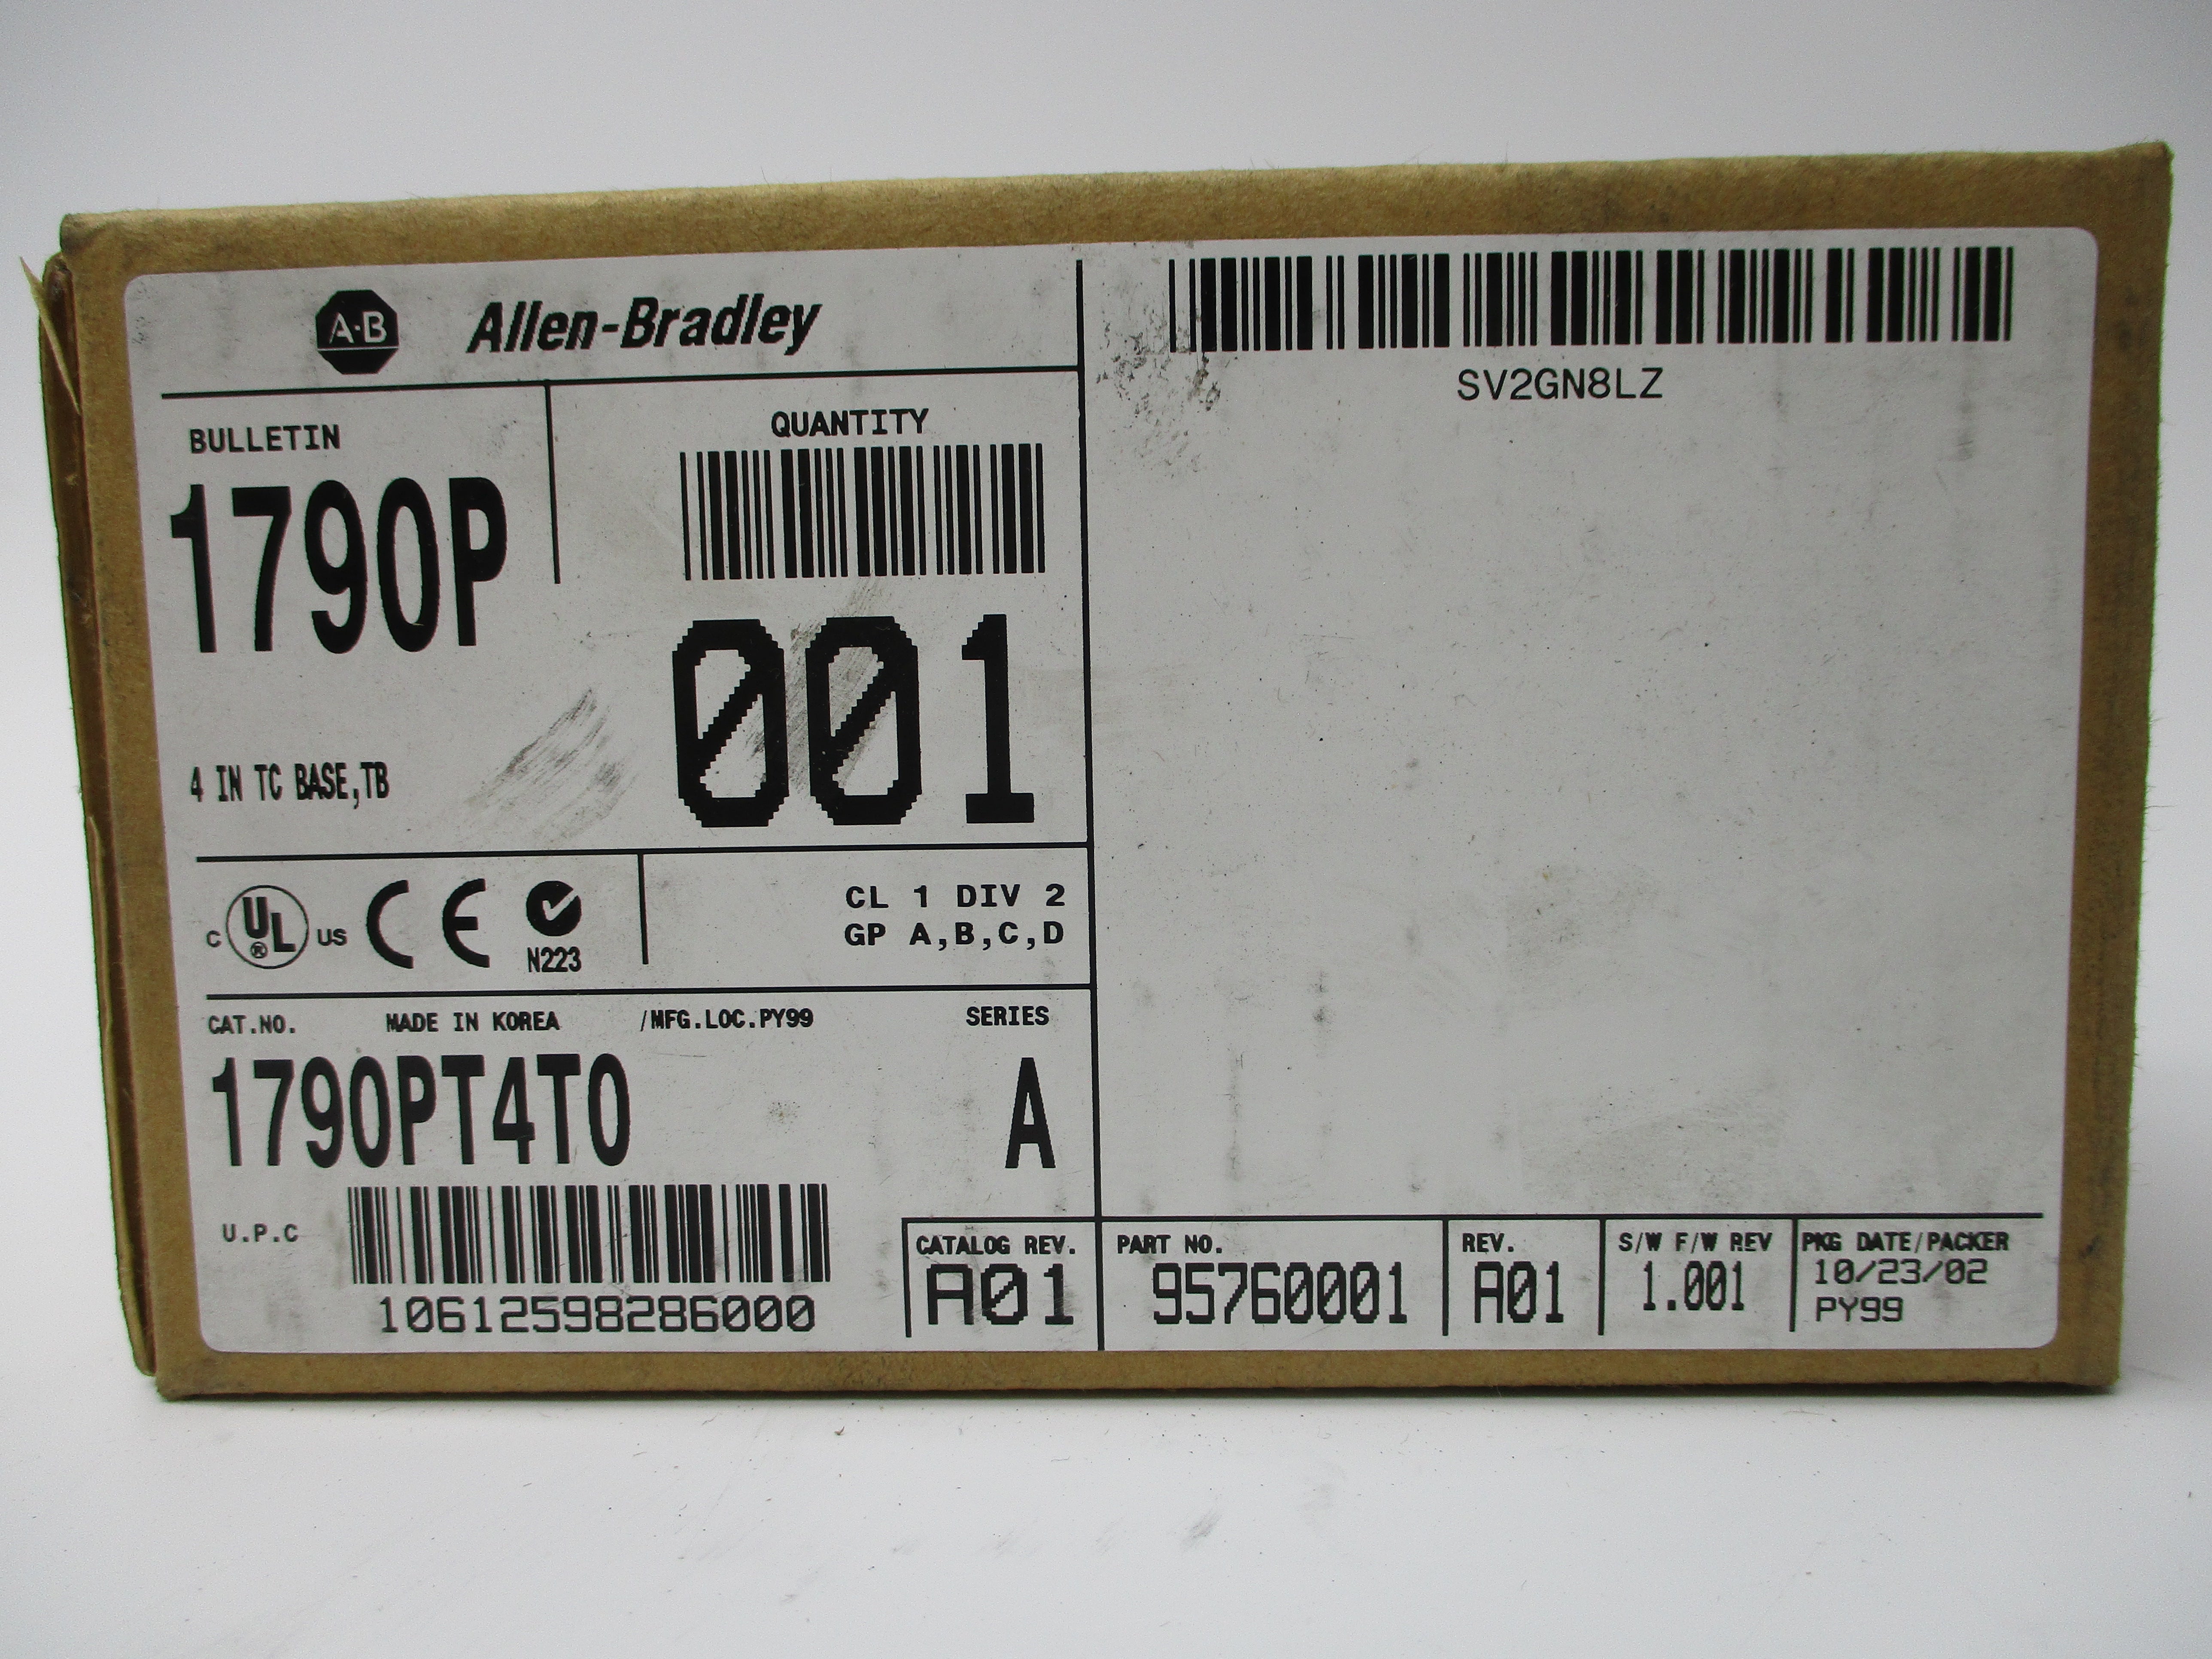 A·B Allen-Bradley
SV2GN8LZ
BULLETIN
QUANTITY
1790P
001
4 IN TC BASE,TB
C UL ® US CE N223
CL 1 DIV 2
GP A,B,C,D
CAT.NO. MADE IN KOREA /MFG.LOC.PY99 SERIES
1790PT4T0 A
U.P.C
10612598286000
CATALOG REV. PART NO. REV. S/W F/W REV PKG DATE/PACKER
A01 95760001 A01 1.001 10/23/02
PY99